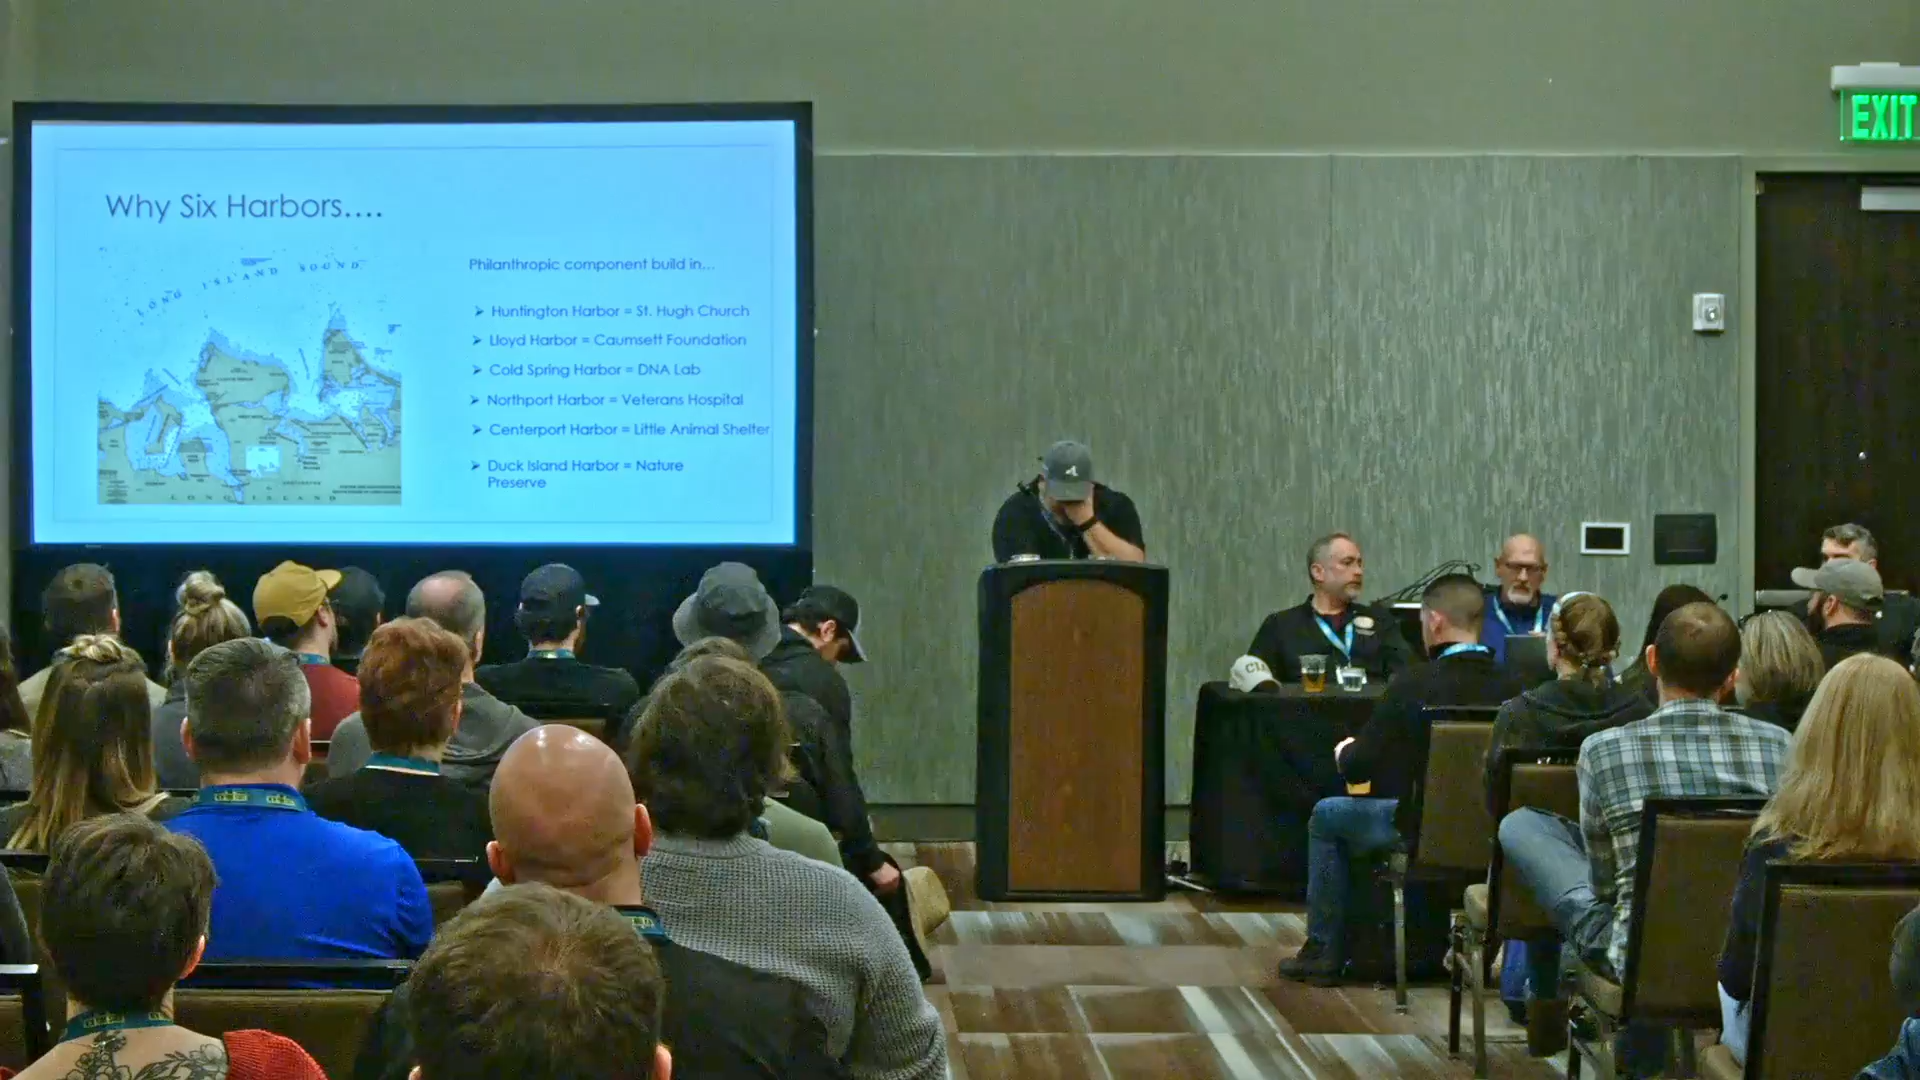 EXIT
Why Six Harbors....
LONG ISLAND SOUND
Philanthropic component build in...
➢ Huntington Harbor = St. Hugh Church
➢ Lloyd Harbor = Caumsett Foundation
➢ Cold Spring Harbor = DNA Lab
➢ Northport Harbor = Veterans Hospital
➢ Centerport Harbor = Little Animal Shelter
➢ Duck Island Harbor = Nature
Preserve
LONG ISLAND